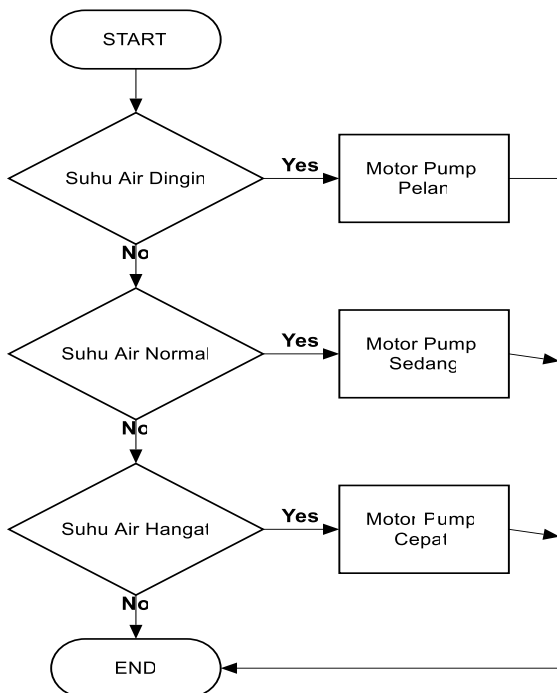 START
Suhu Air Dingin
Yes
Motor Pump
Pelan
No
Suhu Air Normal
Yes
Motor Pump
Sedang
No
Suhu Air Hangat
Yes
Motor Pump
Cepat
No
END